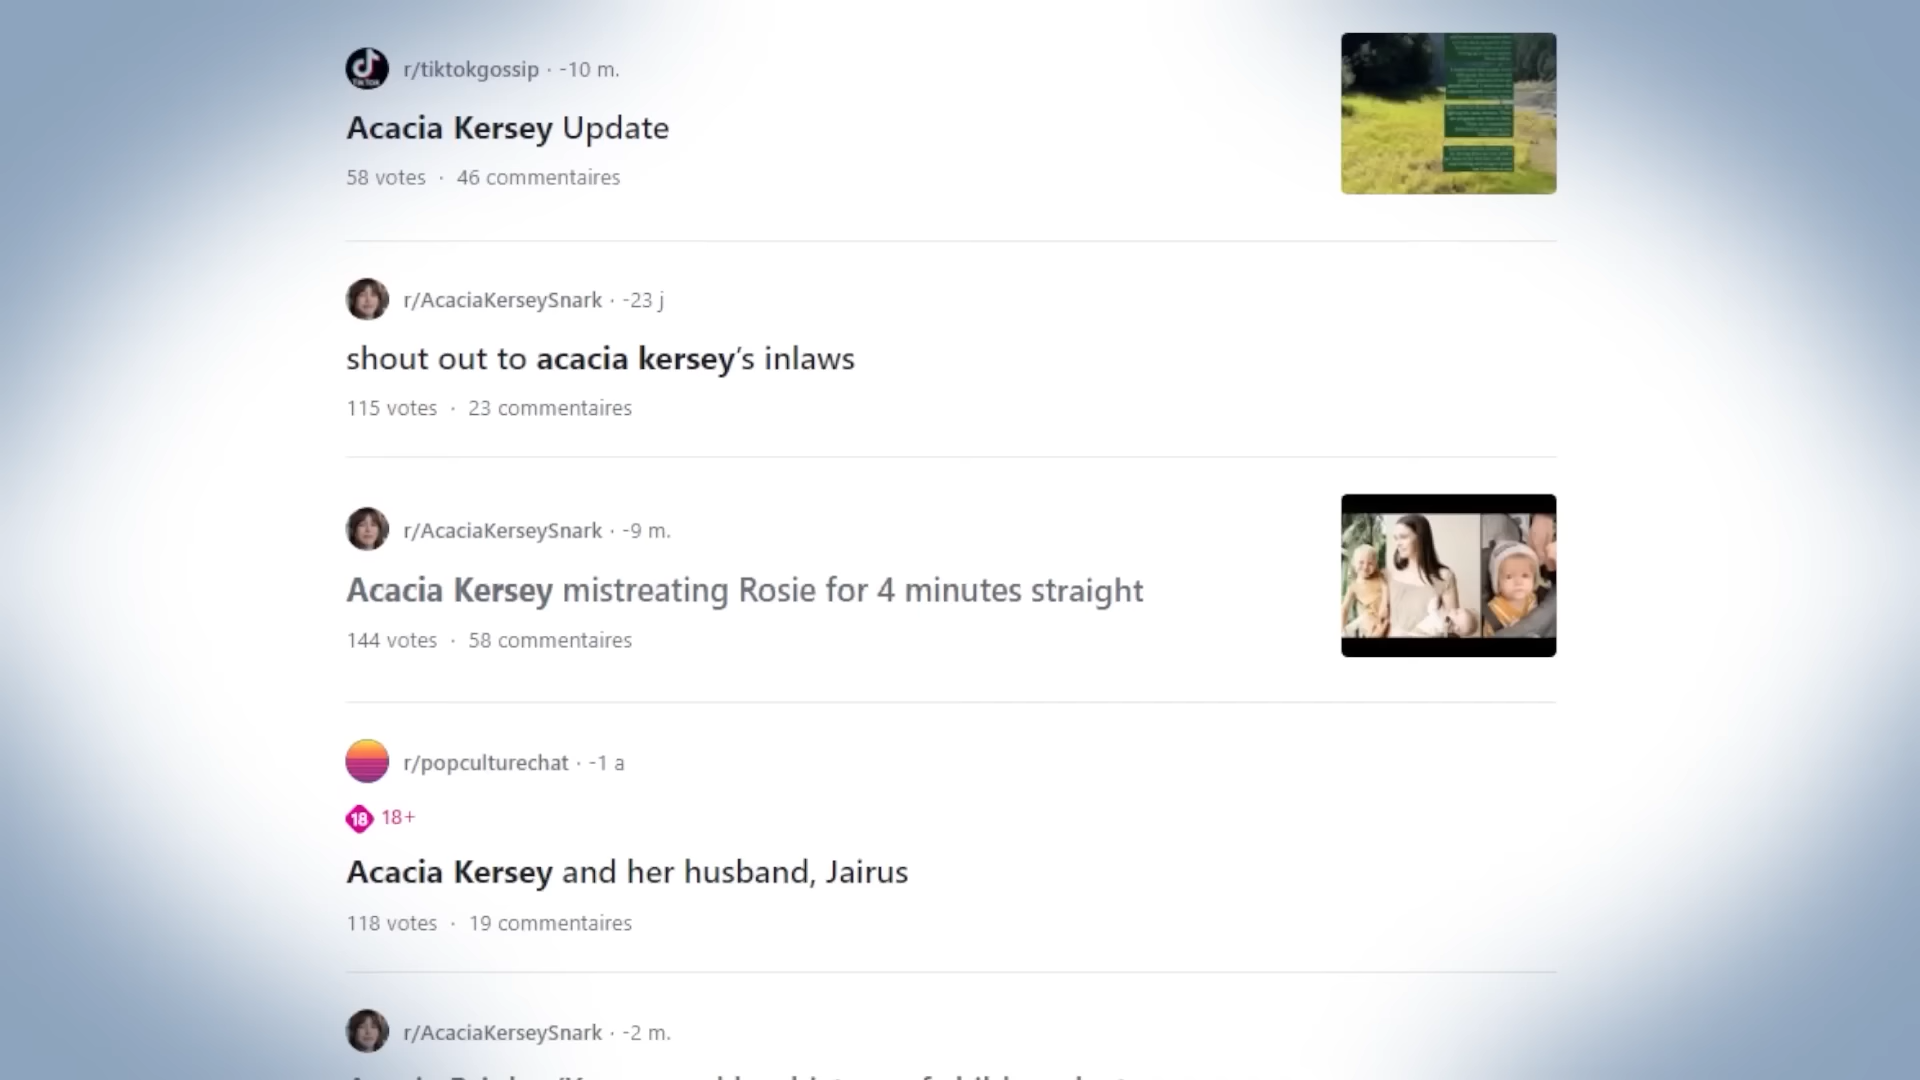 r/tiktokgossip · -10 m.
Acacia Kersey Update
58 votes · 46 commentaires
r/AcaciaKerseySnark · -23 j
shout out to acacia kersey's inlaws
115 votes · 23 commentaires
r/AcaciaKerseySnark · -9 m.
Acacia Kersey mistreating Rosie for 4 minutes straight
144 votes · 58 commentaires
r/popculturechat · -1 a
18 18+
Acacia Kersey and her husband, Jairus
118 votes · 19 commentaires
r/AcaciaKerseySnark · -2 m.